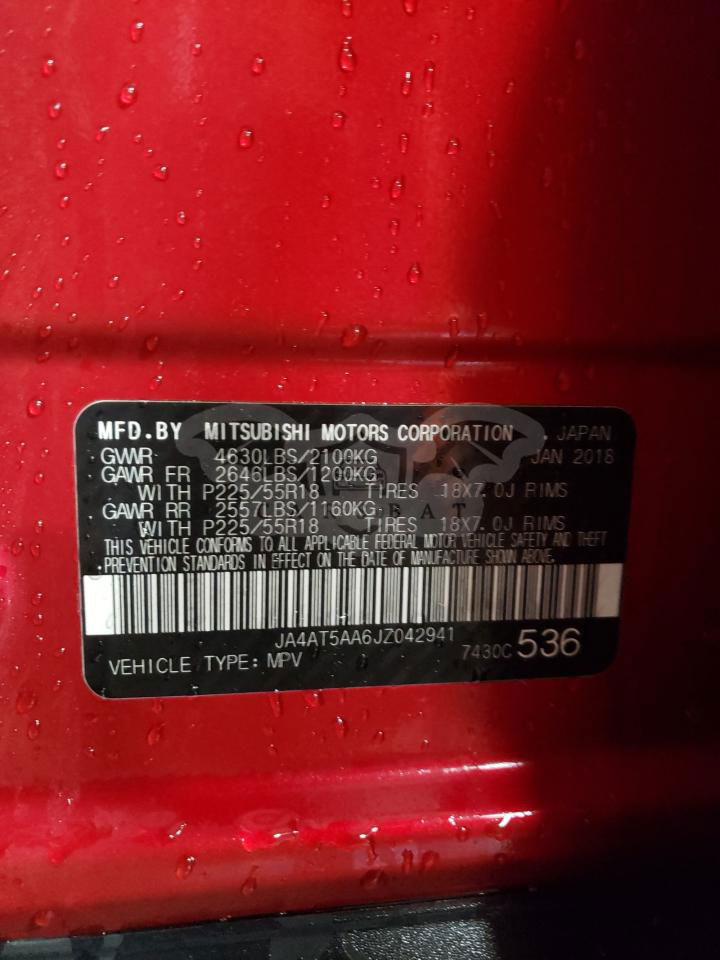 MFD.BY MITSUBISHI MOTORS CORPORATION , JAPAN
GVWR 4630LBS/2100KG JAN 2018
GAWR FR 2646LBS/1200KG
WITH P225/55R18 TIRES 18X7.0J RIMS
GAWR RR 2557LBS/1160KG
WITH P225/55R18 TIRES 18X7.0J RIMS
THIS VEHICLE CONFORMS TO ALL APPLICABLE FEDERAL MOTOR VEHICLE SAFETY AND THEFT
PREVENTION STANDARDS IN EFFECT ON THE DATE OF MANUFACTURE SHOWN ABOVE.
JA4AT5AA6JZ042941
VEHICLE TYPE: MPV 7430C 536